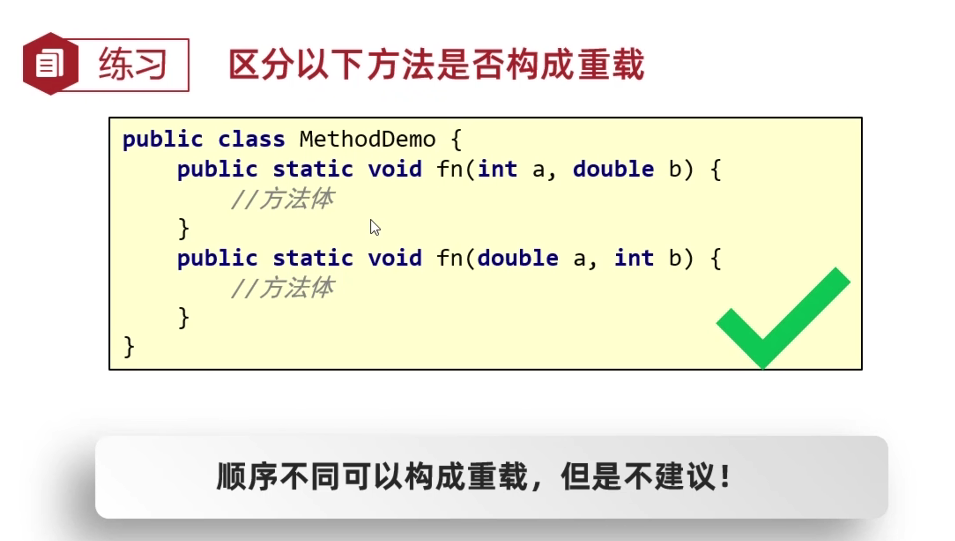 练习
区分以下方法是否构成重载
public class MethodDemo {
    public static void fn(int a, double b) {
        //方法体
    }
    public static void fn(double a, int b) {
        //方法体
    }
}
顺序不同可以构成重载，但是不建议！